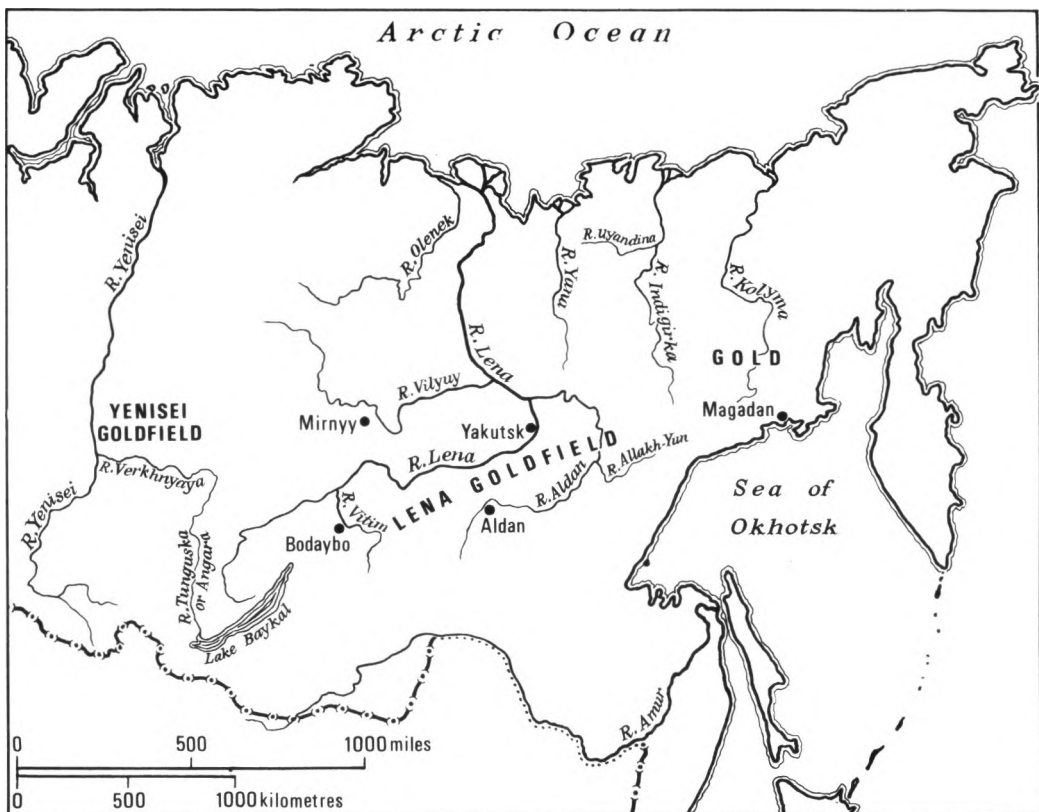 Arctic Ocean
R. Yenisei
R. Olenek
R. Yana
R. Uyandina
R. Indigirka
R. Kolyma
R. Lena
GOLD
R. Vilyuy
Mirnyy
Magadan
YENISEI
GOLDFIELD
Yakutsk
R. Lena
LENA GOLDFIELD
R. Allakh-Yun
R. Verkhnyaya
R. Aldan
Sea of
Okhotsk
R. Yenisei
R. Vitim
Aldan
Bodaybo
R. Tunguska
or Angara
Lake Baykal
R. Amur
0 500 1000 miles
0 500 1000 kilometres